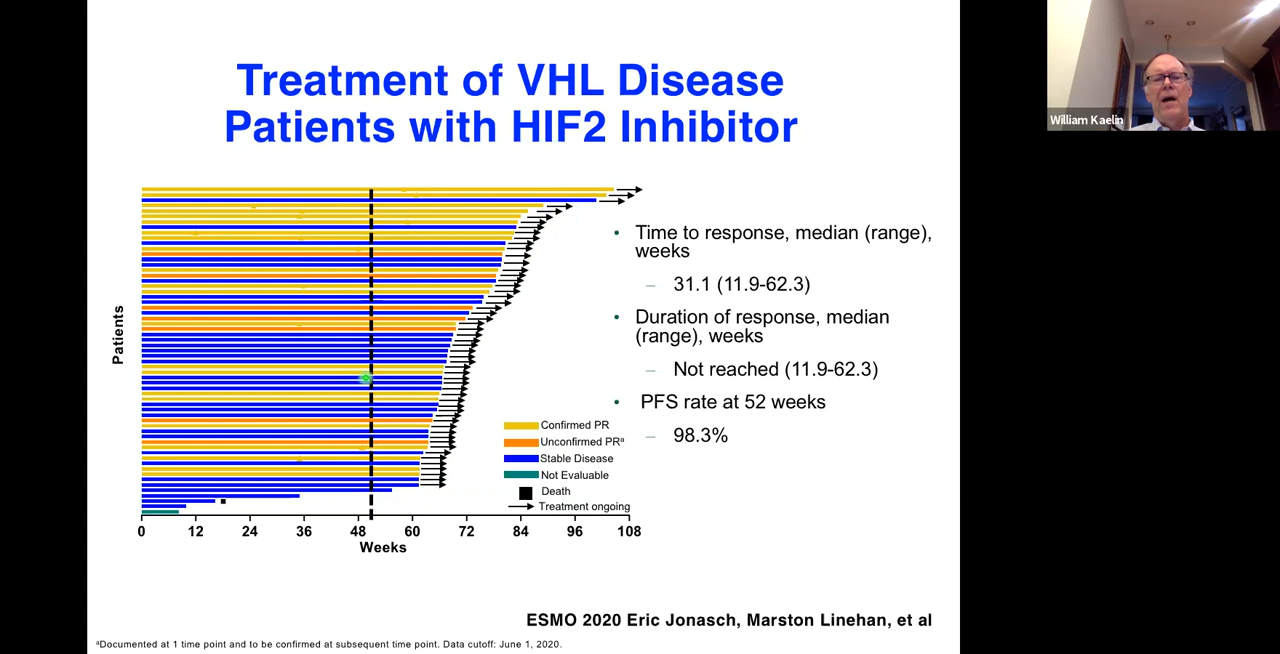 Treatment of VHL Disease
Patients with HIF2 Inhibitor
William Kaelin
Patients
• Time to response, median (range),
weeks
– 31.1 (11.9-62.3)
• Duration of response, median
(range), weeks
– Not reached (11.9-62.3)
• PFS rate at 52 weeks
– 98.3%
Confirmed PR
Unconfirmed PRᵃ
Stable Disease
Not Evaluable
Death
Treatment ongoing
0 12 24 36 48 60 72 84 96 108
Weeks
ESMO 2020 Eric Jonasch, Marston Linehan, et al
ᵃDocumented at 1 time point and to be confirmed at subsequent time point. Data cutoff: June 1, 2020.